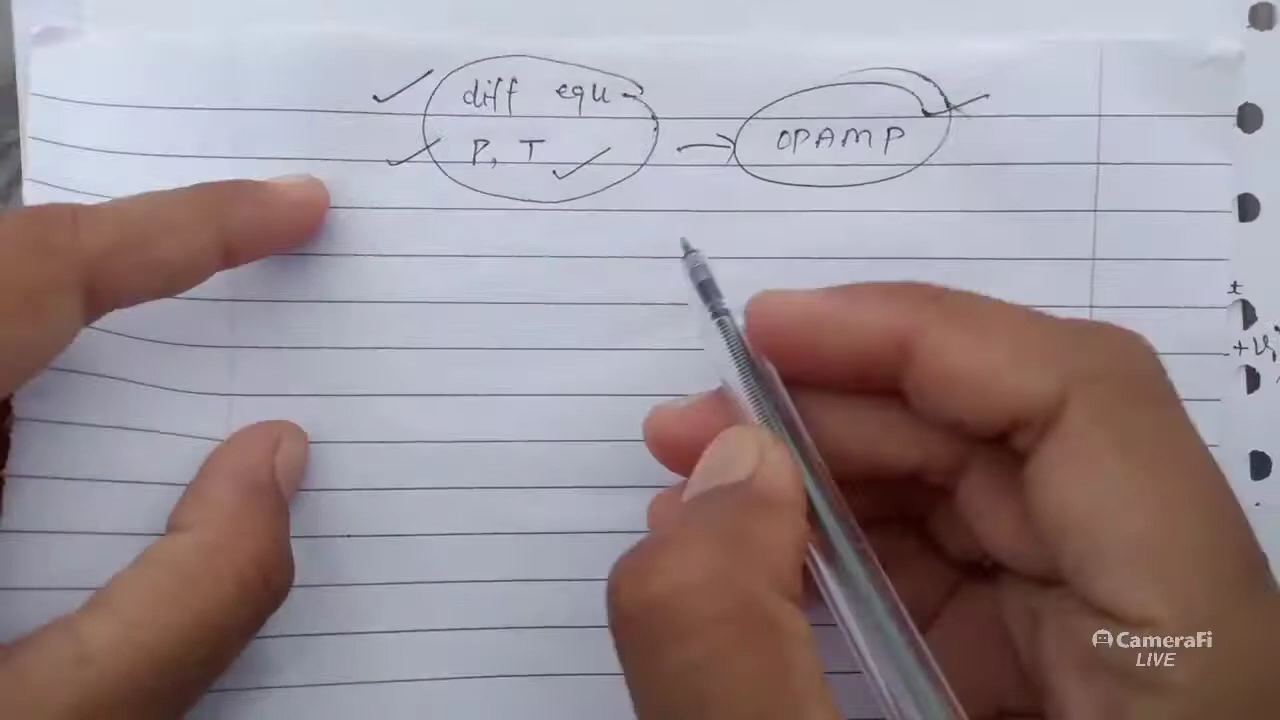 diff equ
P, T
OPAMP
t
+V
CameraFi
LIVE